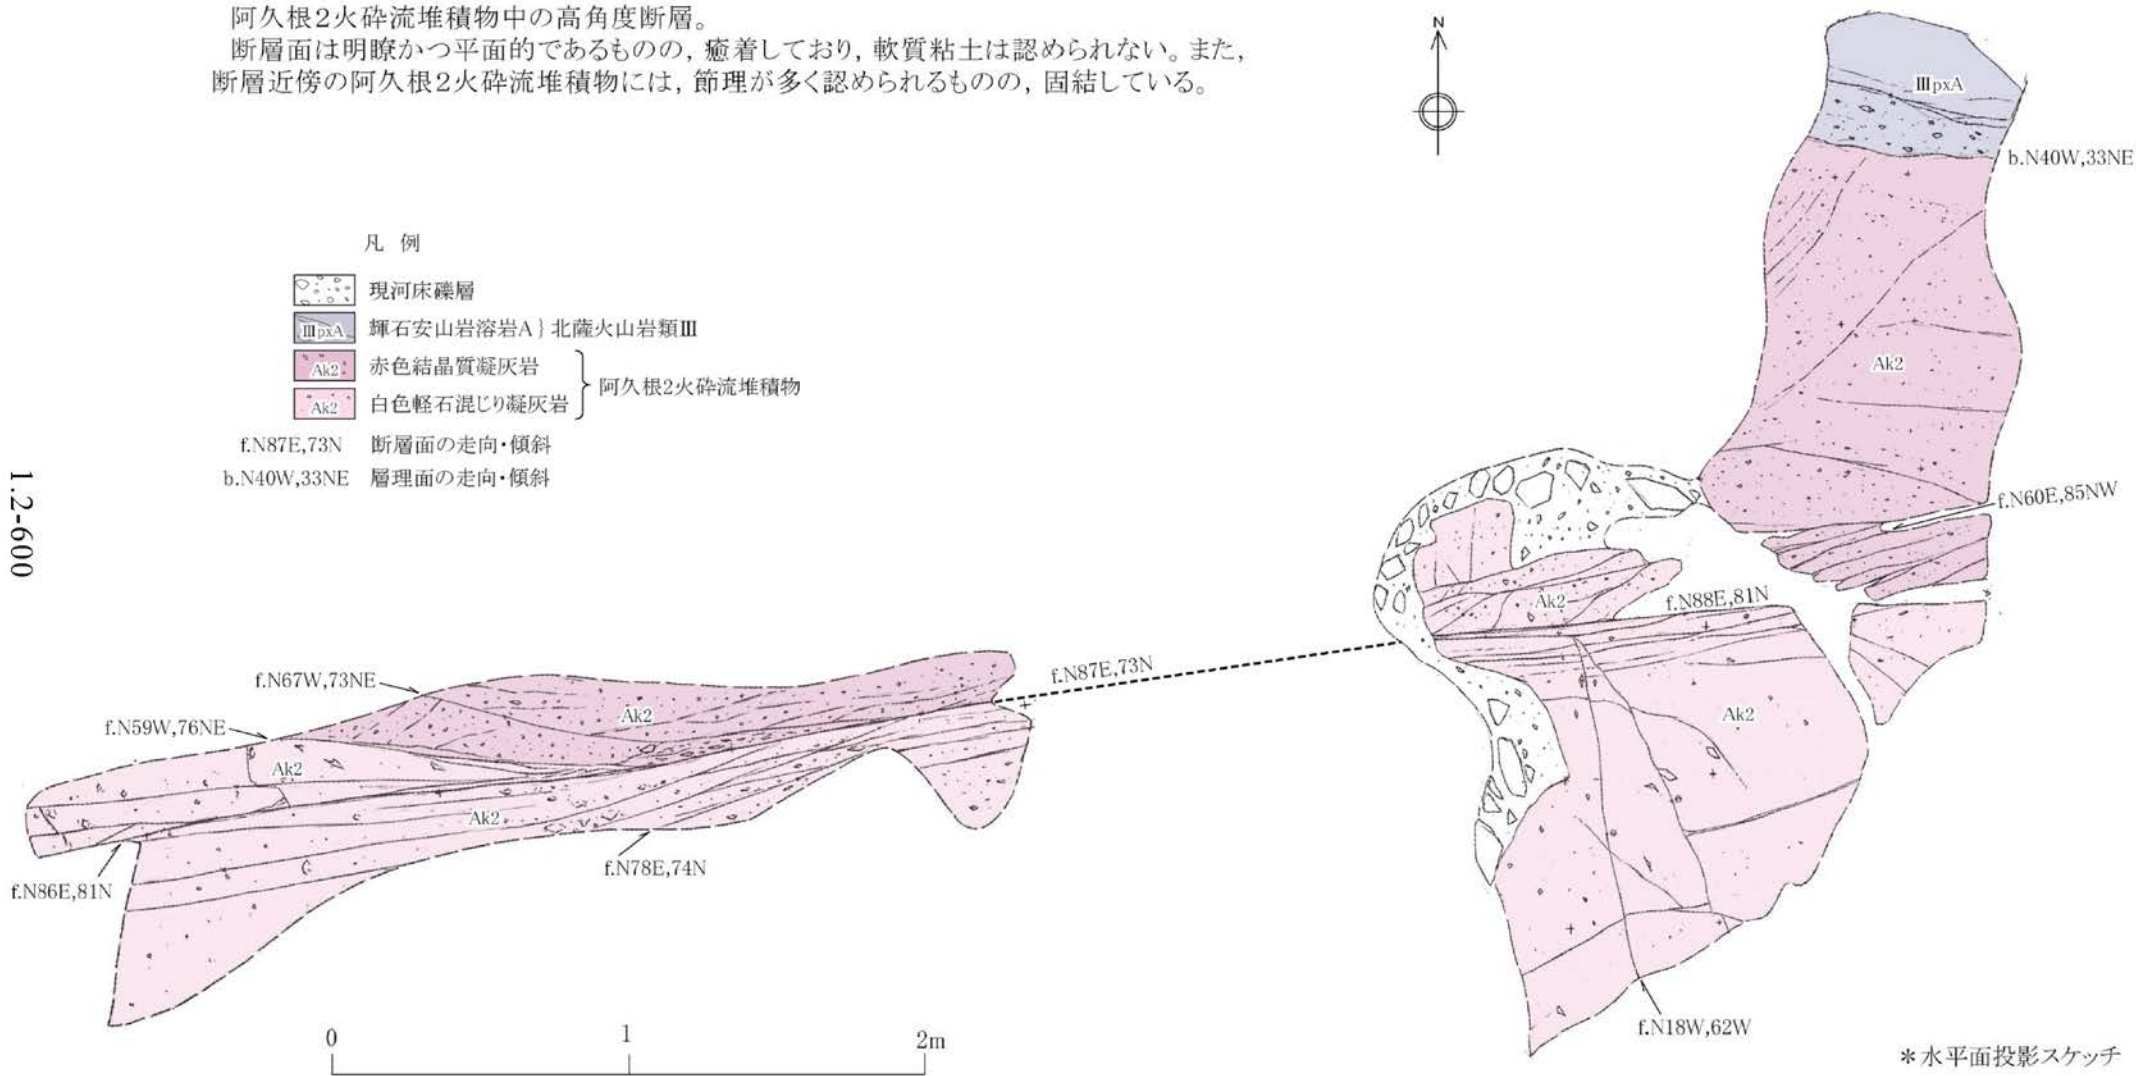 阿久根2火砕流堆積物中の高角度断層。
断層面は明瞭かつ平面的であるものの，癒着しており，軟質粘土は認められない。また，
断層近傍の阿久根2火砕流堆積物には，節理が多く認められるものの，固結している。
N
ⅢpxA
b.N40W,33NE
凡 例
現河床礫層
ⅢpxA 輝石安山岩溶岩A } 北薩火山岩類Ⅲ
Ak2 赤色結晶質凝灰岩
阿久根2火砕流堆積物
Ak2 白色軽石混じり凝灰岩
f.N87E,73N 断層面の走向・傾斜
b.N40W,33NE 層理面の走向・傾斜
1.2-600
Ak2
f.N60E,85NW
Ak2
f.N88E,81N
f.N87E,73N
f.N67W,73NE
Ak2
f.N59W,76NE
Ak2
Ak2
Ak2
f.N78E,74N
f.N86E,81N
f.N18W,62W
0 1 2m
＊水平面投影スケッチ